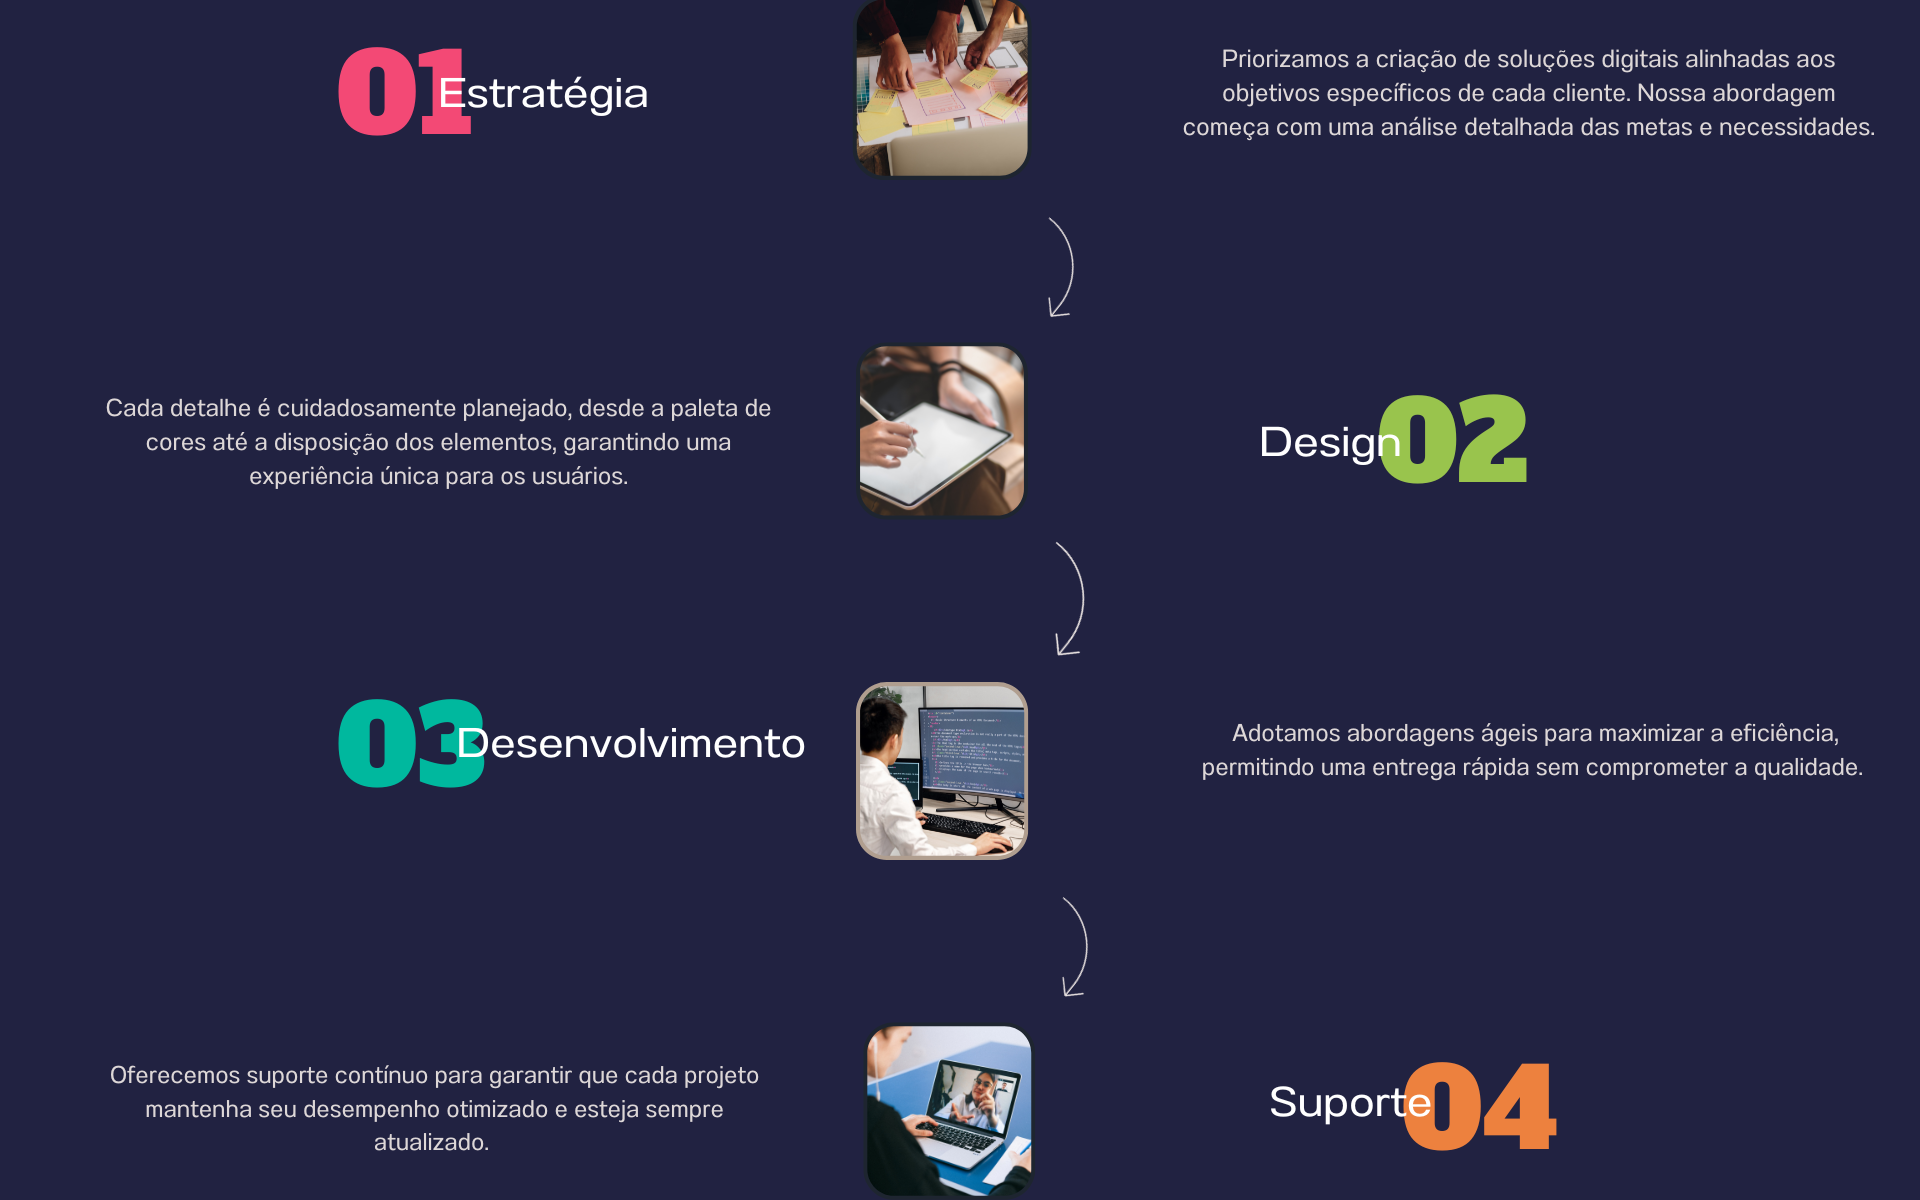 01 Estratégia
Priorizamos a criação de soluções digitais alinhadas aos
objetivos específicos de cada cliente. Nossa abordagem
começa com uma análise detalhada das metas e necessidades.
Cada detalhe é cuidadosamente planejado, desde a paleta de
cores até a disposição dos elementos, garantindo uma
experiência única para os usuários.
Design 02
03 Desenvolvimento
Adotamos abordagens ágeis para maximizar a eficiência,
permitindo uma entrega rápida sem comprometer a qualidade.
Oferecemos suporte contínuo para garantir que cada projeto
mantenha seu desempenho otimizado e esteja sempre
atualizado.
Suporte 04